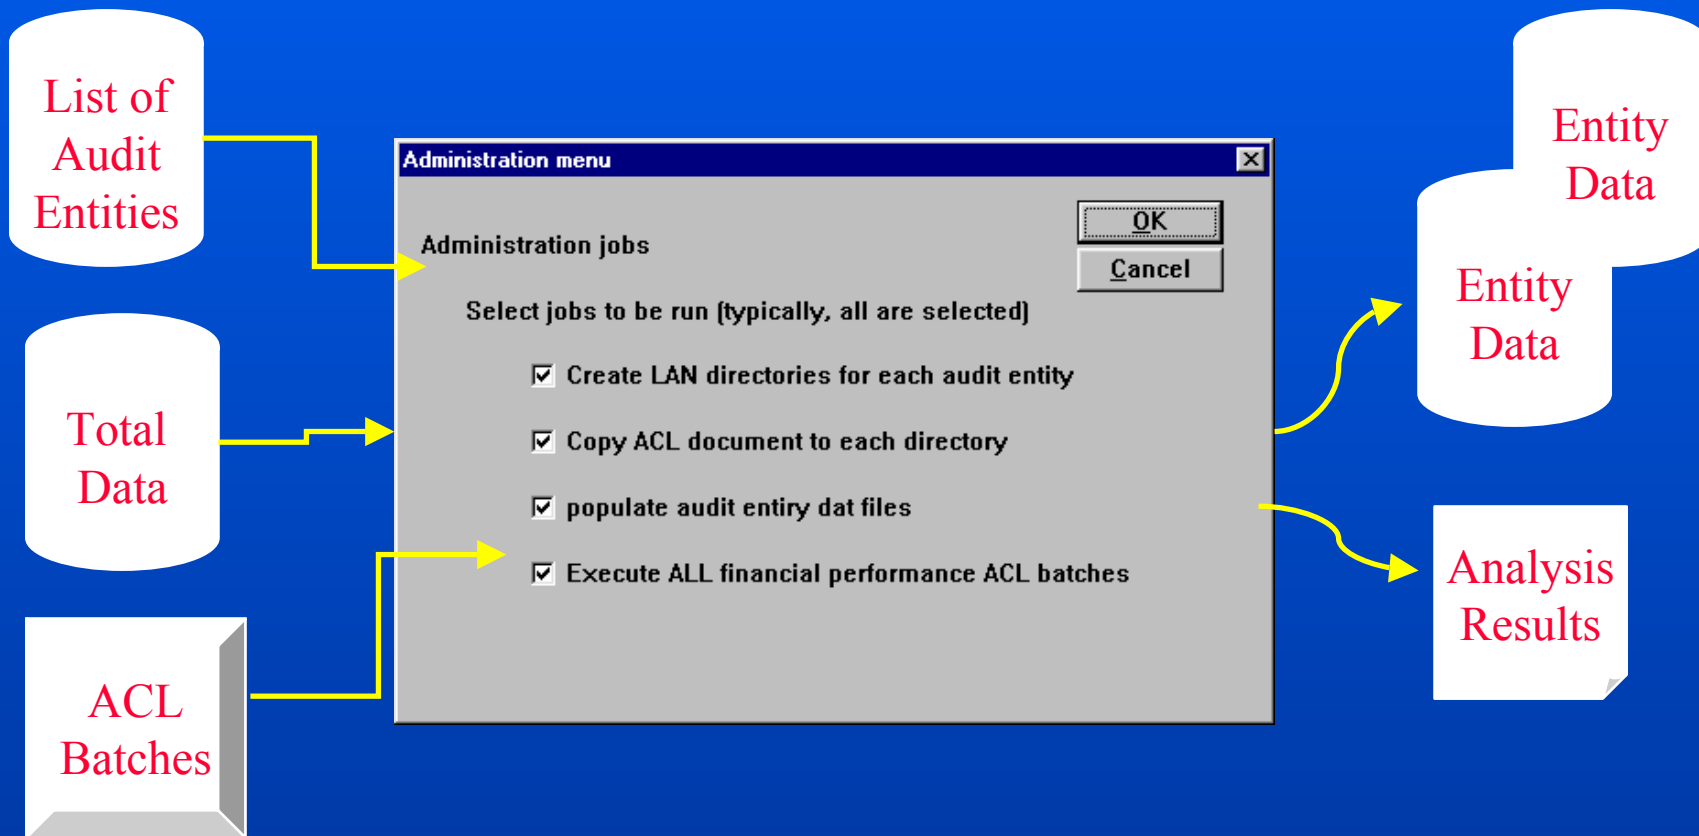 List of
Audit
Entities
Total
Data
ACL
Batches
Administration menu
OK
Cancel
Administration jobs
Select jobs to be run (typically, all are selected)
Create LAN directories for each audit entity
Copy ACL document to each directory
populate audit entiry dat files
Execute ALL financial performance ACL batches
Entity
Data
Entity
Data
Analysis
Results